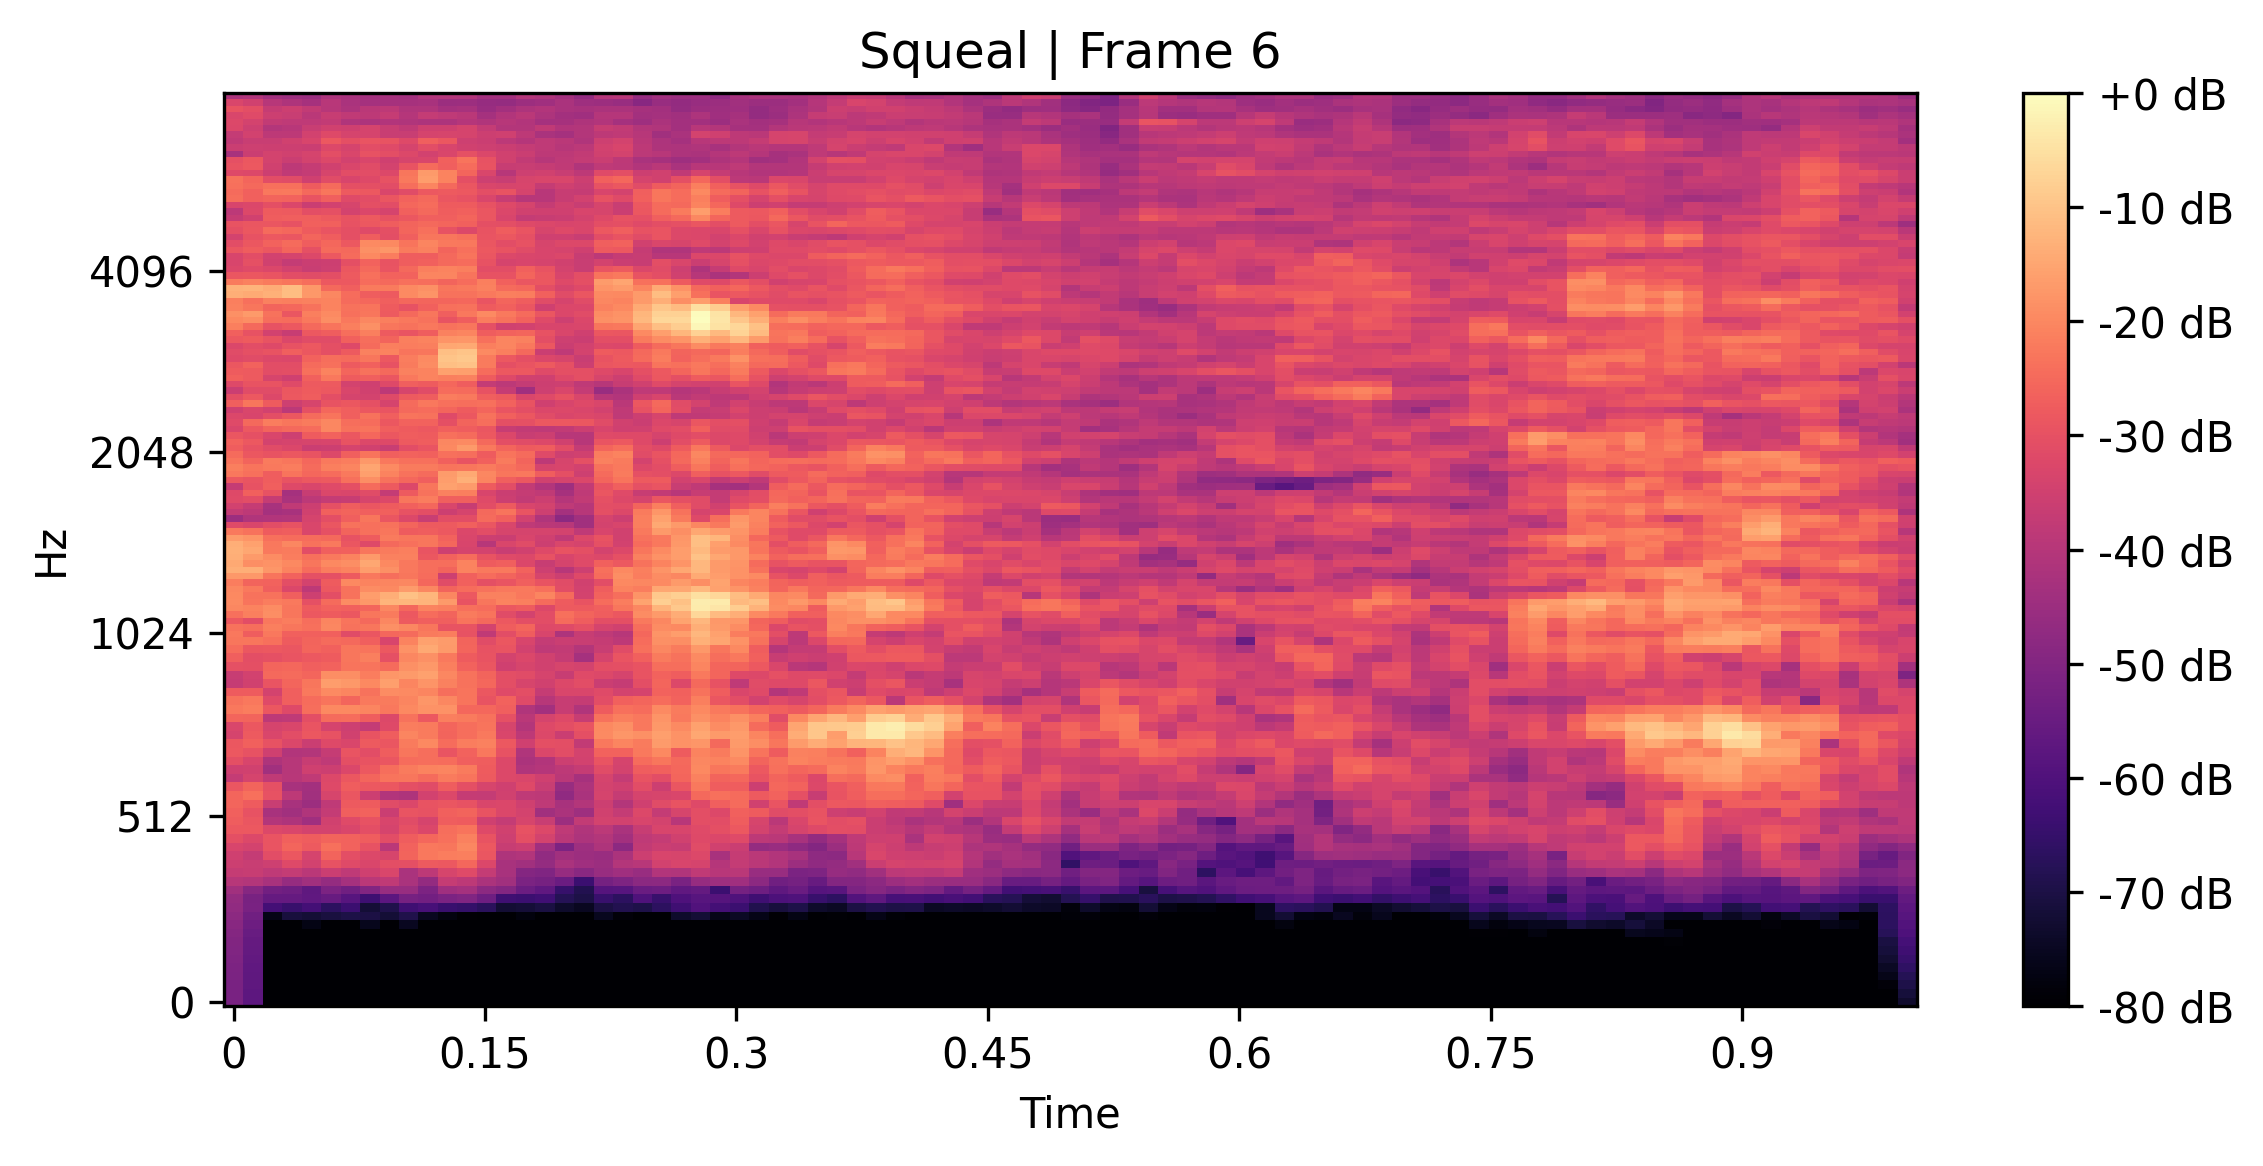 Squeal | Frame 6
Hz
4096
2048
1024
512
0
0 0.15 0.3 0.45 0.6 0.75 0.9
Time
+0 dB
-10 dB
-20 dB
-30 dB
-40 dB
-50 dB
-60 dB
-70 dB
-80 dB